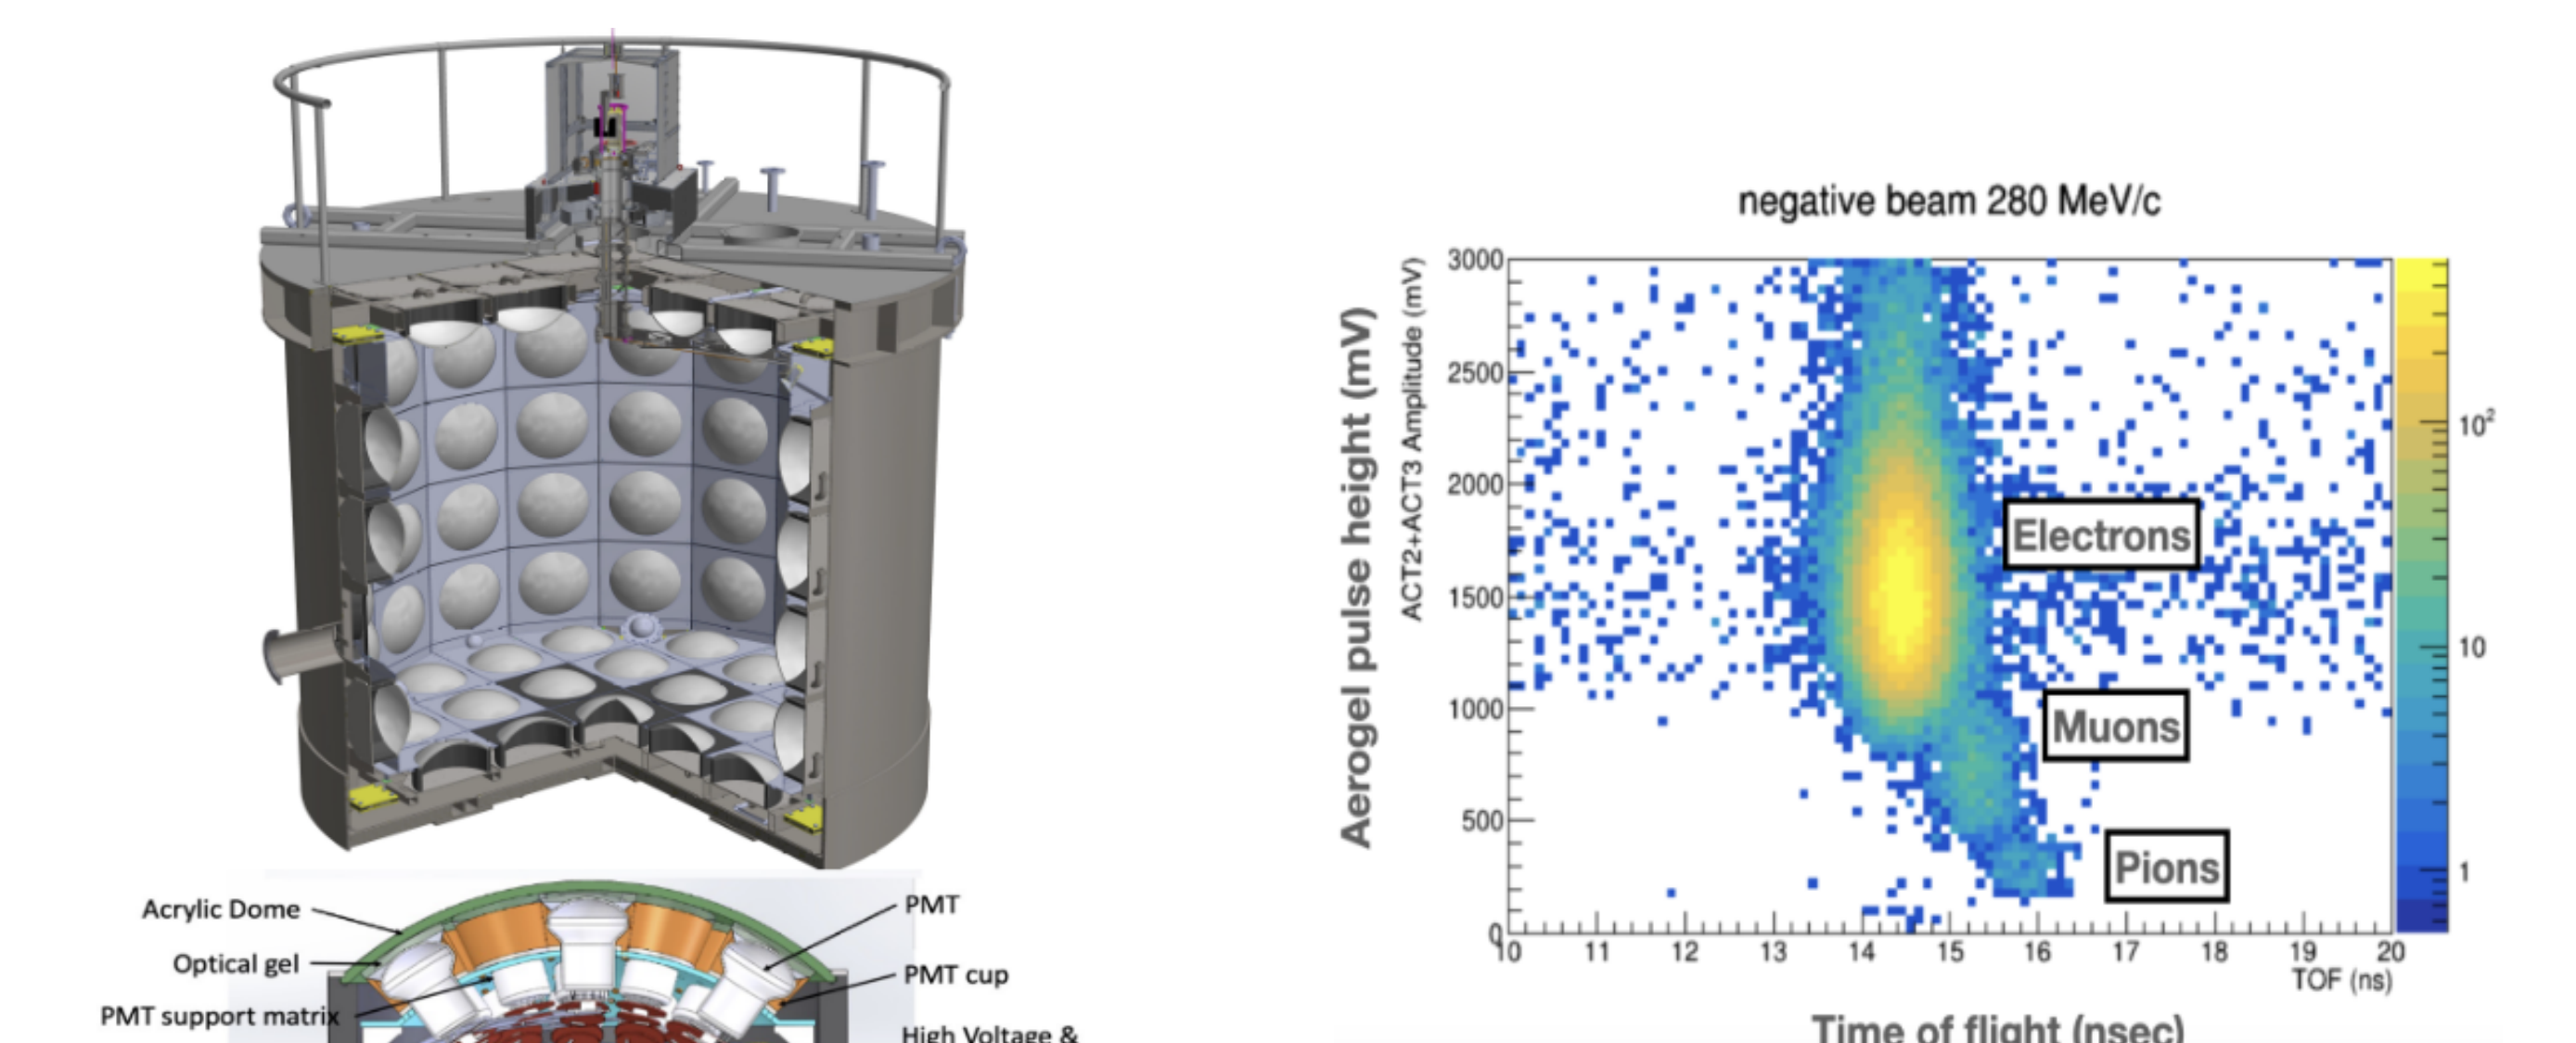 negative beam 280 MeV/c
Aerogel pulse height (mV)
ACT2+ACT3 Amplitude (mV)
3000
2500
2000
1500
1000
500
0
10 11 12 13 14 15 16 17 18 19 20
TOF (ns)
Time of flight (nsec)
10²
10
1
Electrons
Muons
Pions
Acrylic Dome
Optical gel
PMT support matrix
PMT
PMT cup
High Voltage &